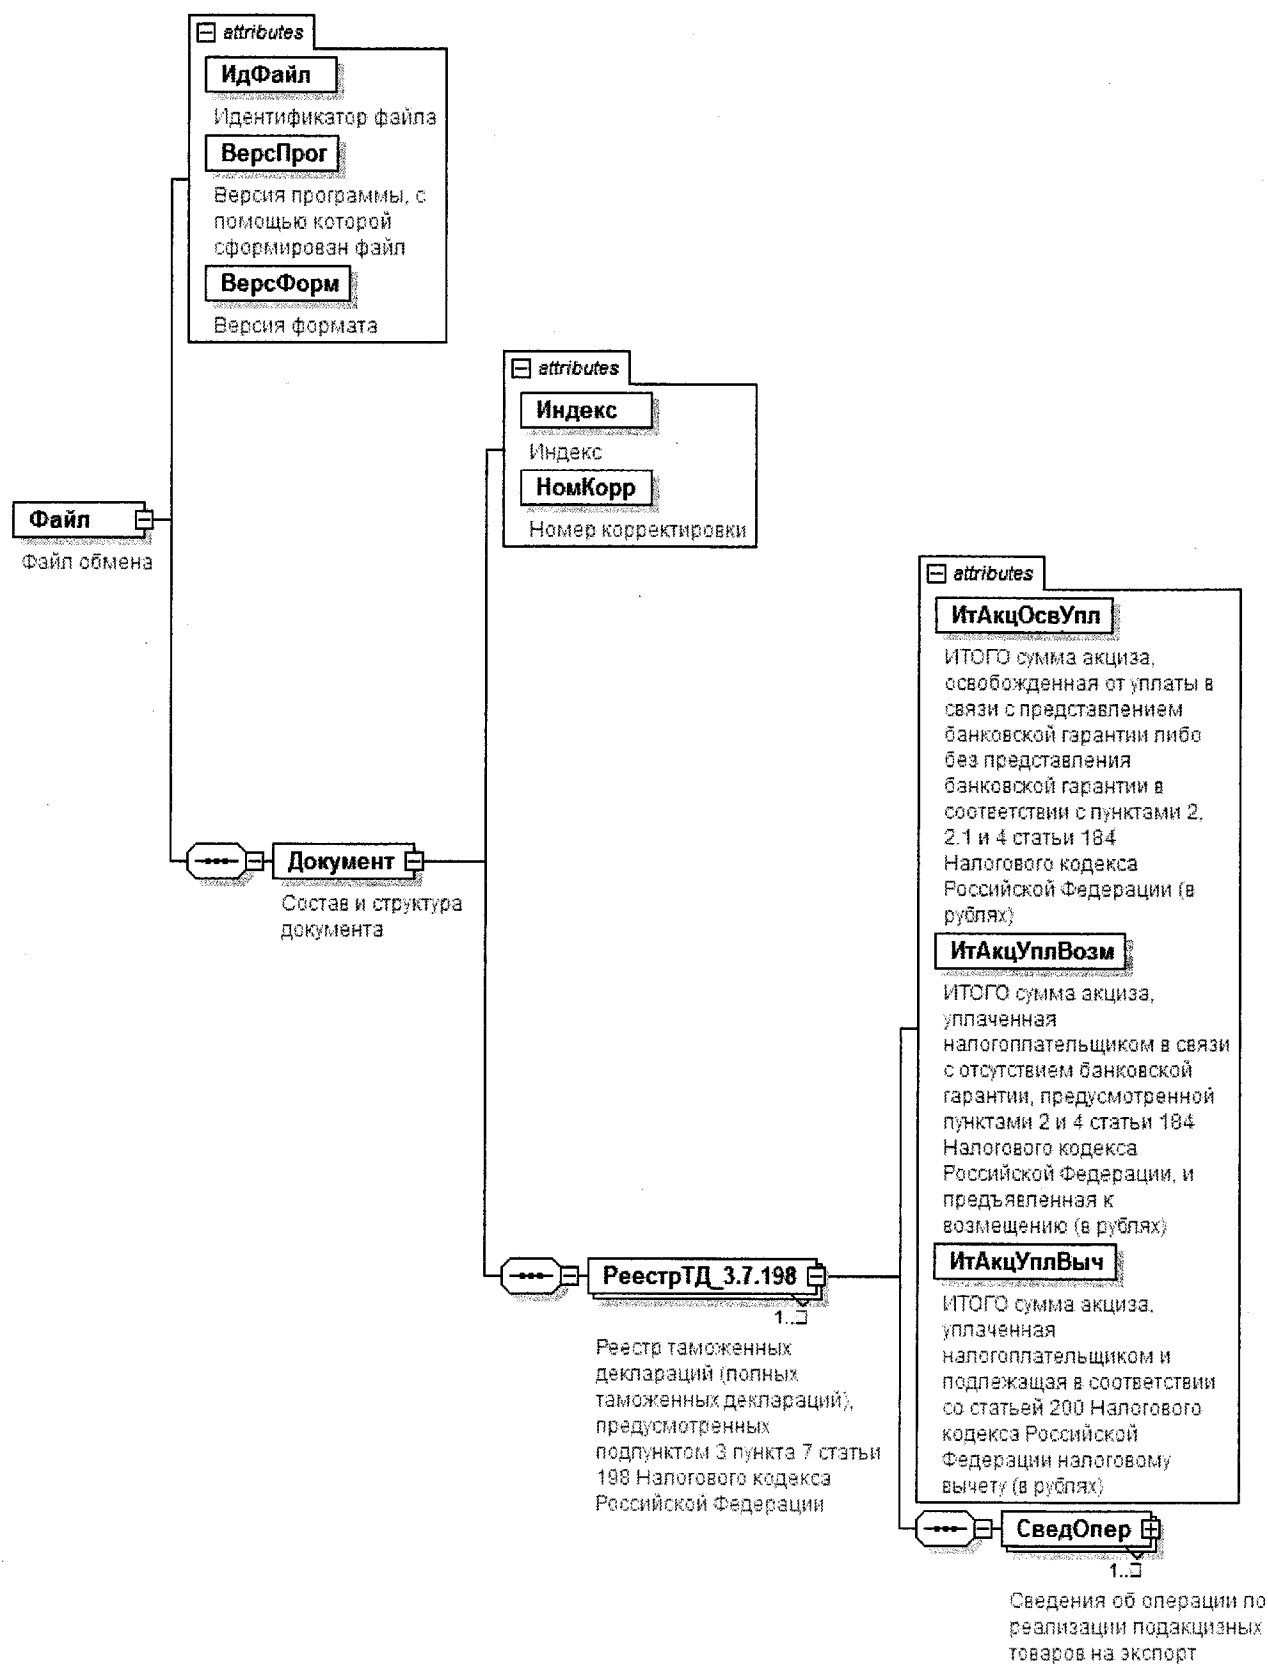 attributes
ИдФайл
Идентификатор файла
ВерсПрог
Версия программы, с
помощью которой
сформирован файл
ВерсФорм
Версия формата
attributes
Индекс
Индекс
НомКорр
Номер корректировки
Файл
Файл обмена
attributes
ИтАкцОсвУпл
ИТОГО сумма акциза,
освобожденная от уплаты в
связи с представлением
банковской гарантии либо
без представления
банковской гарантии в
соответствии с пунктами 2,
2.1 и 4 статьи 184
Налогового кодекса
Российской Федерации (в
рублях)
Документ
Состав и структура
документа
ИтАкцУплВозм
ИТОГО сумма акциза,
уплаченная
налогоплательщиком в связи
с отсутствием банковской
гарантии, предусмотренной
пунктами 2 и 4 статьи 184
Налогового кодекса
Российской Федерации, и
предъявленная к
возмещению (в рублях)
РеестрТД_3.7.198
1..□
Реестр таможенных
деклараций (полных
таможенных деклараций),
предусмотренных
подпунктом 3 пункта 7 статьи
198 Налогового кодекса
Российской Федерации
ИтАкцУплВыч
ИТОГО сумма акциза,
уплаченная
налогоплательщиком и
подлежащая в соответствии
со статьей 200 Налогового
кодекса Российской
Федерации налоговому
вычету (в рублях)
СведОпер
1..□
Сведения об операции по
реализации подакцизных
товаров на экспорт